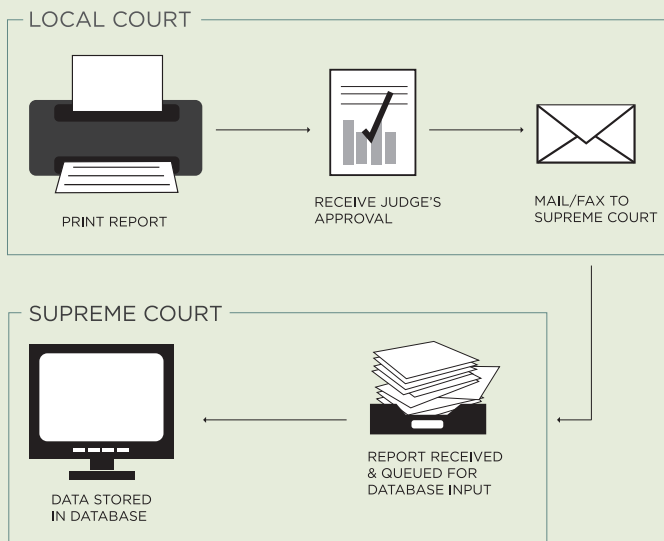 LOCAL COURT
PRINT REPORT
RECEIVE JUDGE'S
APPROVAL
MAIL/FAX TO
SUPREME COURT
SUPREME COURT
DATA STORED
IN DATABASE
REPORT RECEIVED
& QUEUED FOR
DATABASE INPUT